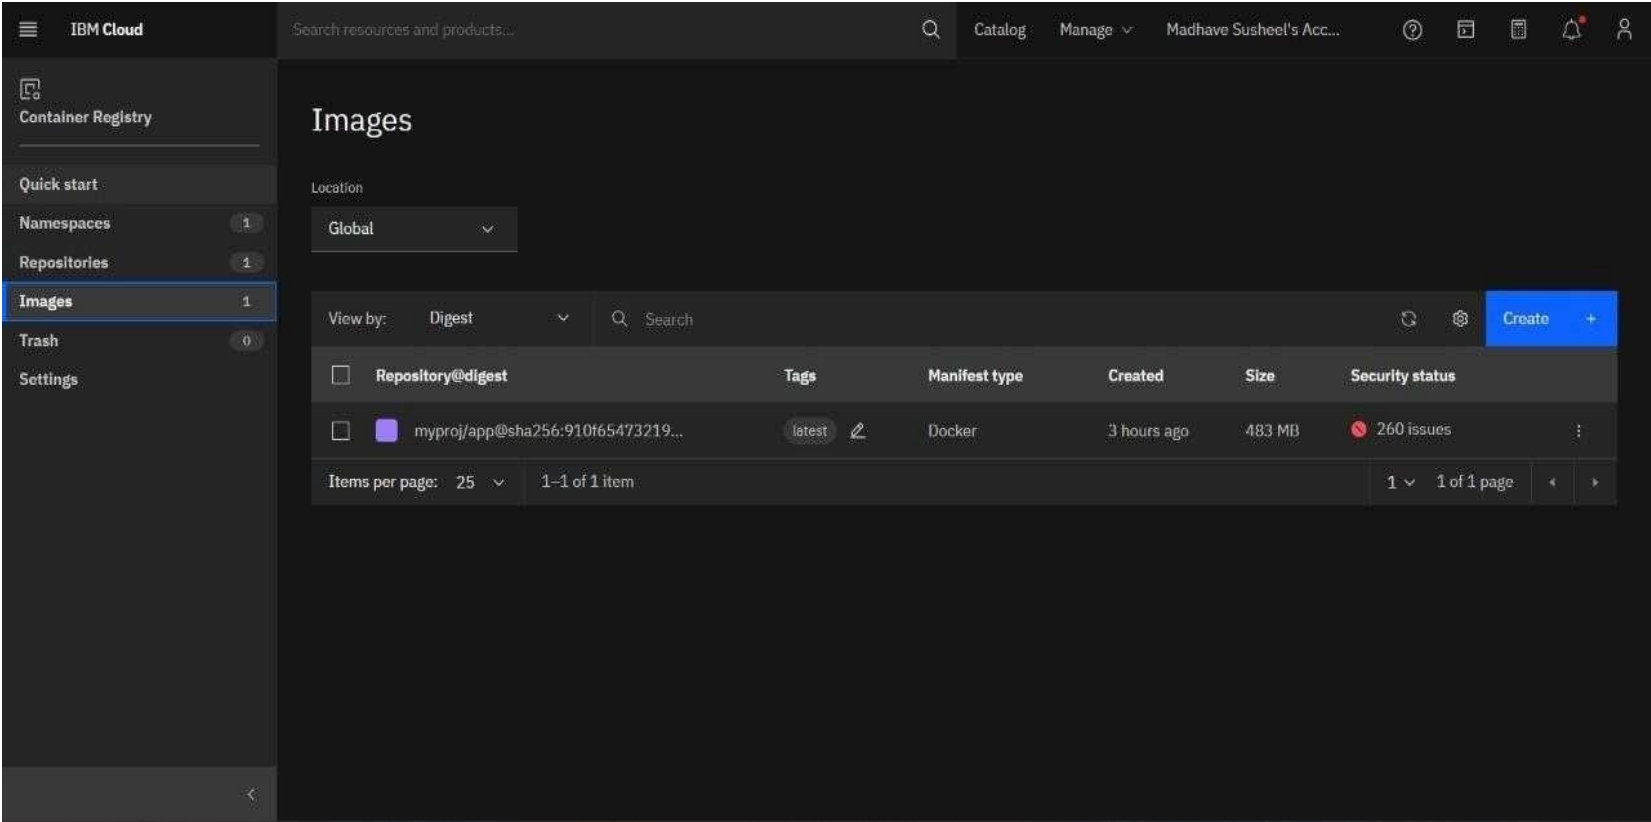 IBM Cloud
Search resources and products...
Catalog
Manage
Madhave Susheel's Acc...
Container Registry
Quick start
Namespaces 1
Repositories 1
Images 1
Trash 0
Settings
Images
Location
Global
View by: Digest
Search
Create +
Repository@digest Tags Manifest type Created Size Security status
myproj/app@sha256:910f65473219... latest Docker 3 hours ago 483 MB 260 issues
Items per page: 25 1–1 of 1 item 1 1 of 1 page